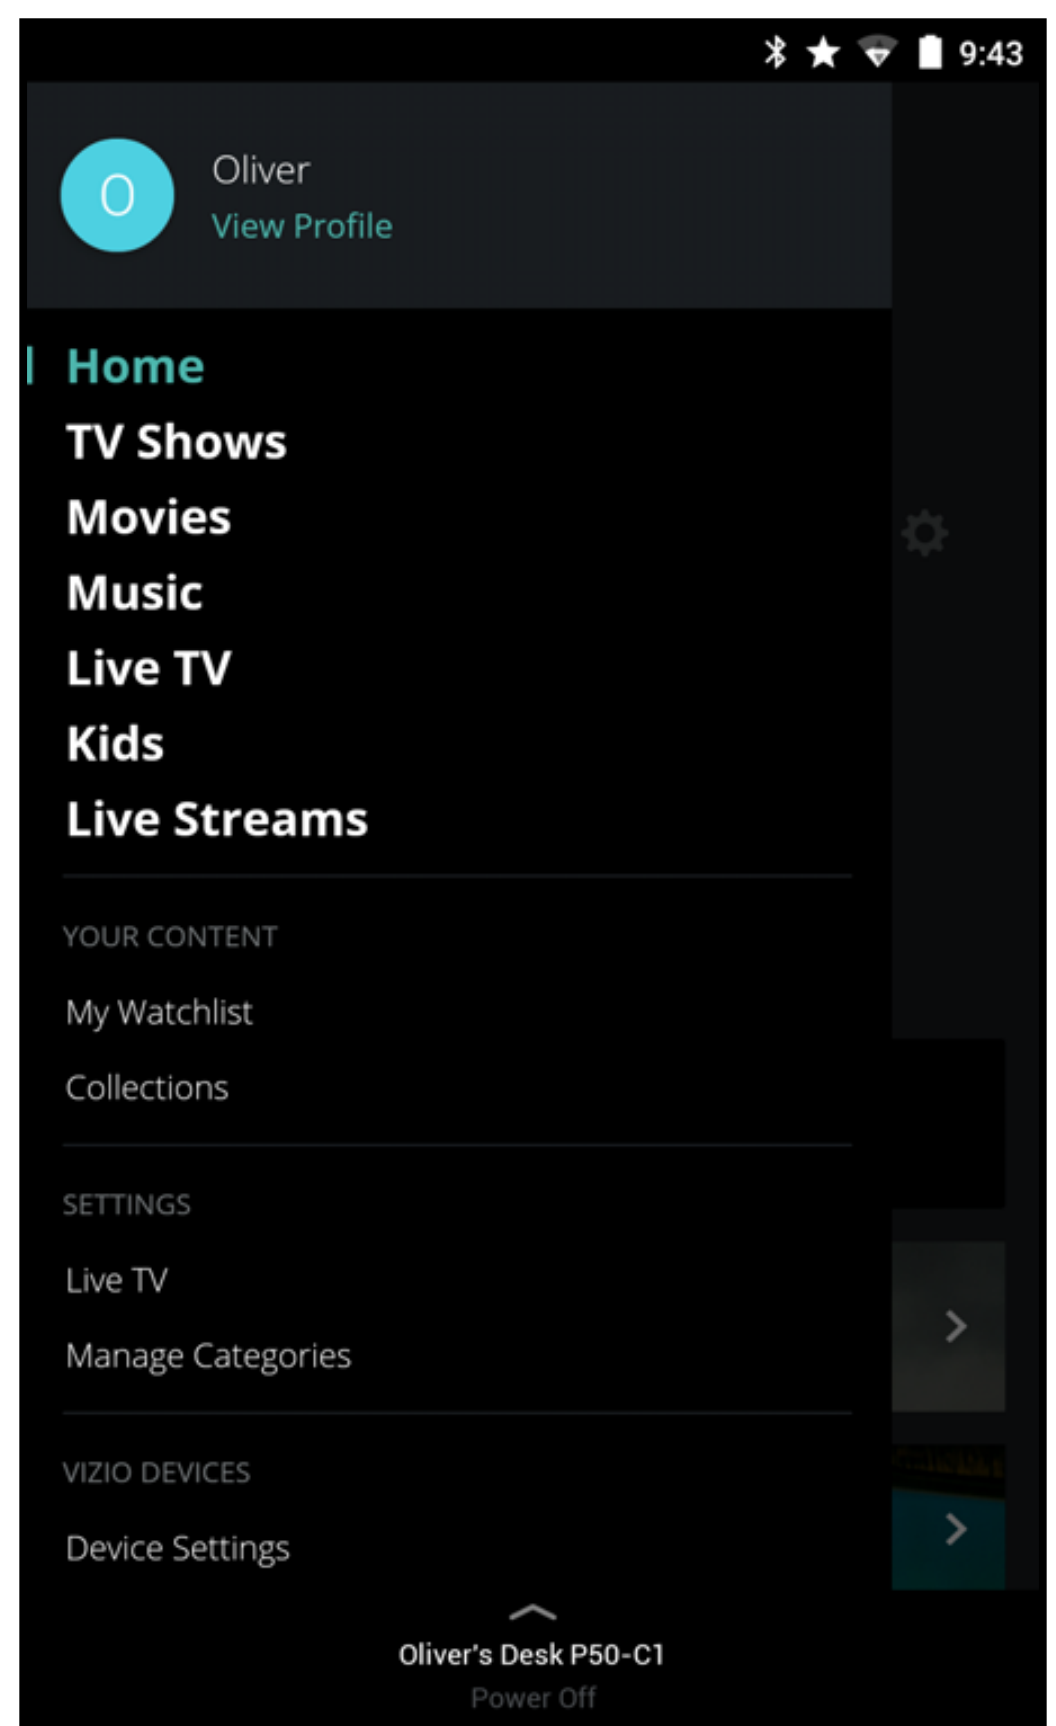 9:43
O
Oliver
View Profile
Home
TV Shows
Movies
Music
Live TV
Kids
Live Streams
YOUR CONTENT
My Watchlist
Collections
SETTINGS
Live TV
Manage Categories
VIZIO DEVICES
Device Settings
Oliver's Desk P50-C1
Power Off